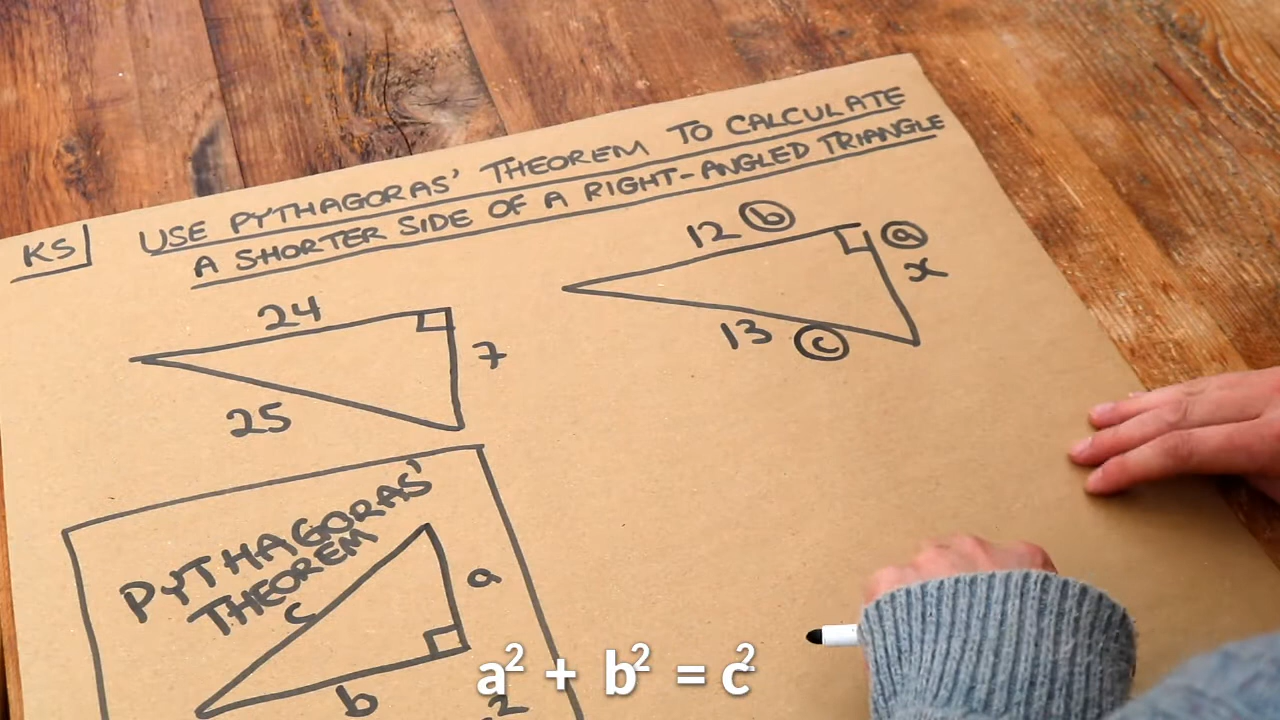 KS USE PYTHAGORAS' THEOREM TO CALCULATE
A SHORTER SIDE OF A RIGHT-ANGLED TRIANGLE
24
7
25
12 b
a
x
13 c
PYTHAGORAS'
THEOREM
c
a
b
a² + b² = c²